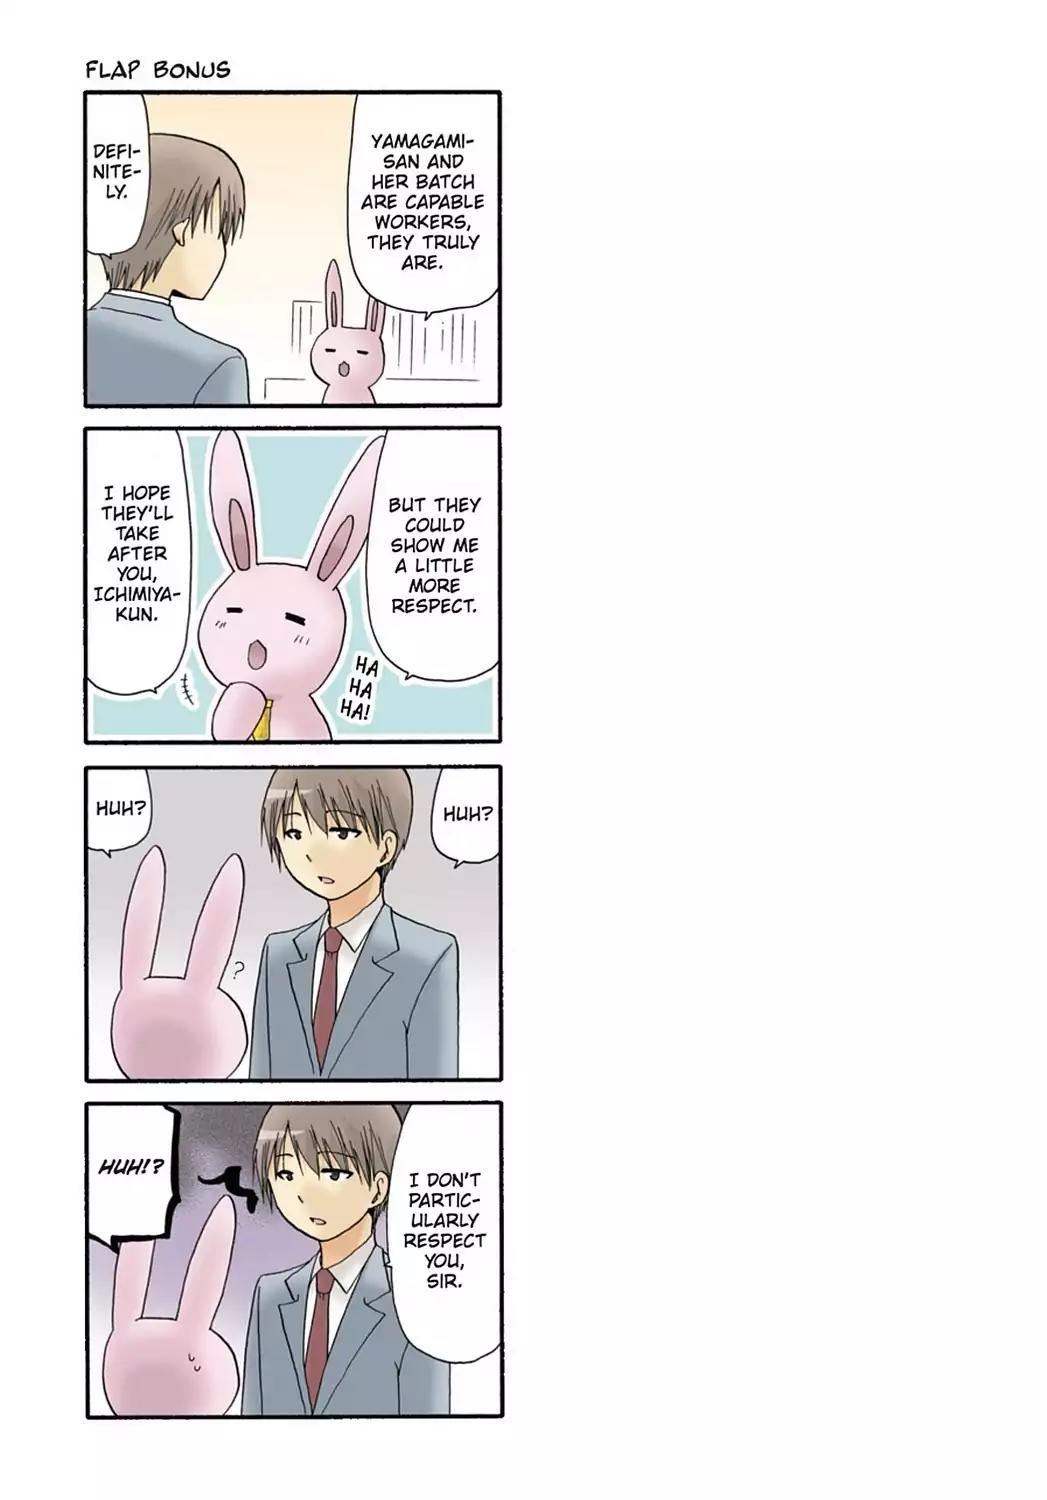 FLAP BONUS
YAMAGAMI-
SAN AND
HER BATCH
ARE CAPABLE
WORKERS,
THEY TRULY
ARE.
DEFI-
NITE-
LY.
BUT THEY
COULD
SHOW ME
A LITTLE
MORE
RESPECT.
HA
HA
HA!
I HOPE
THEY'LL
TAKE
AFTER
YOU,
ICHIMIYA-
KUN.
HUH?
HUH?
?
I DON'T
PARTIC-
ULARLY
RESPECT
YOU,
SIR.
HUH!?